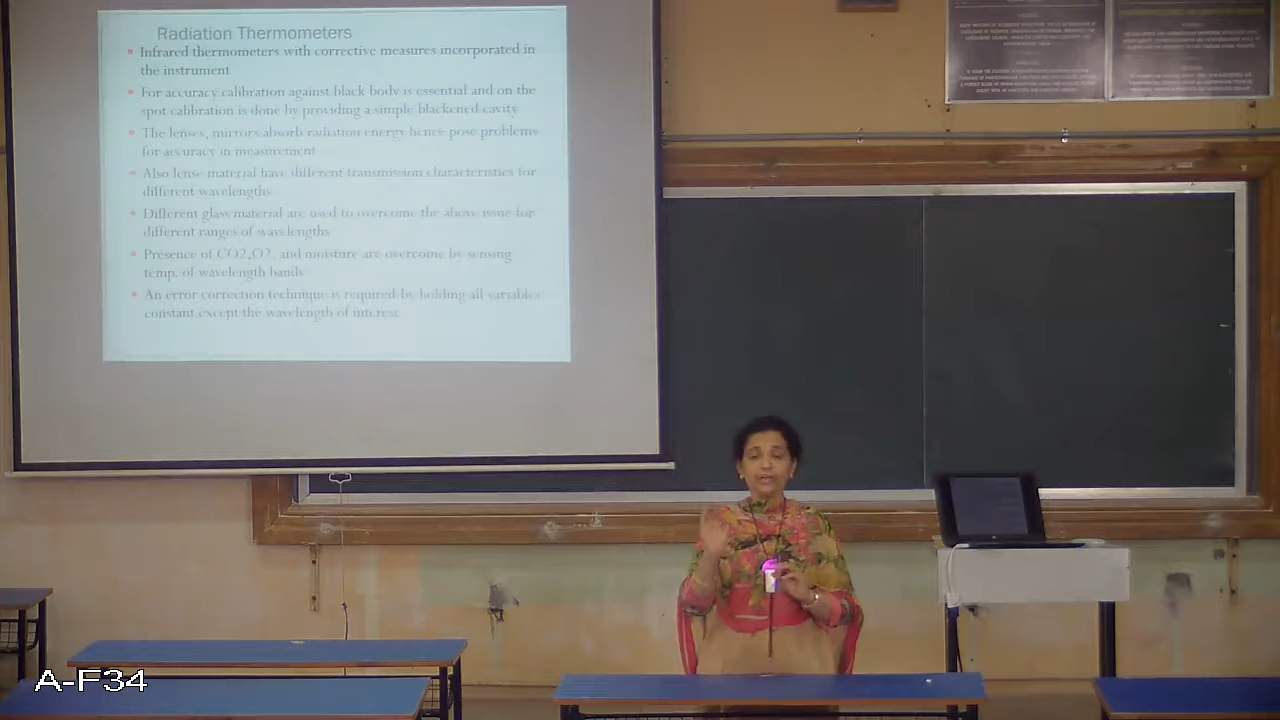 Radiation Thermometers
Infrared thermometers with corrective measures incorporated in
the instrument
For accuracy calibration against black body is essential and on the
spot calibration is done by providing a simple blackened cavity
The lenses, mirrors absorb radiation energy hence pose problems
for accuracy in measurement
Also lense material have different transmission characteristics for
different wavelengths
Different glass material are used to overcome the above issue for
different ranges of wavelengths
Presence of CO2,O2, and moisture are overcome by sensing
temp. of wavelength bands
An error correction technique is required by holding all variables
constant except the wavelength of interest
A-F34